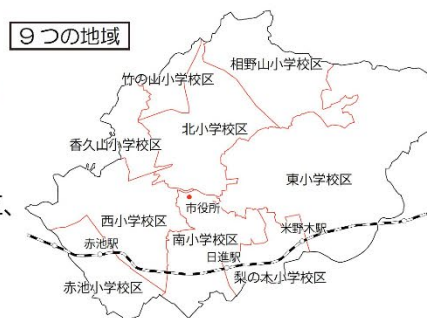 ９つの地域
相野山小学校区
竹の山小学校区
北小学校区
香久山小学校区
東小学校区
市役所
西小学校区
米野木駅
赤池駅
南小学校区
日進駅
梨の木小学校区
赤池小学校区
、